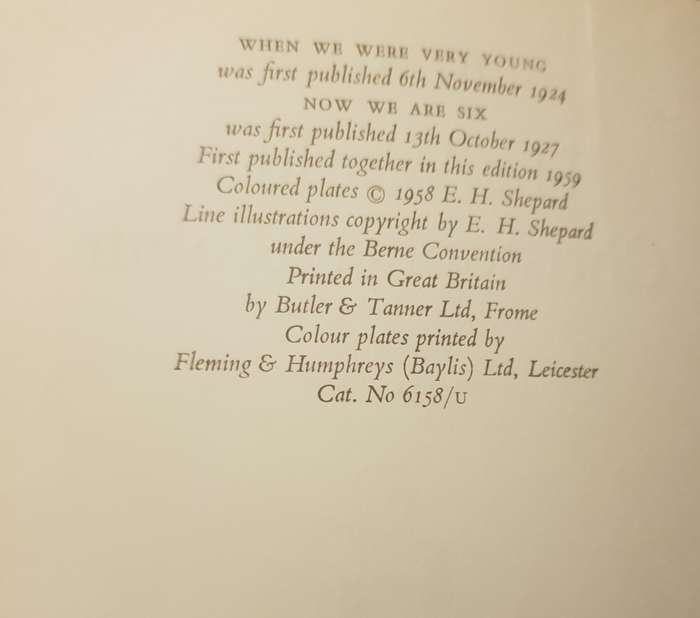 WHEN WE WERE VERY YOUNG
was first published 6th November 1924
NOW WE ARE SIX
was first published 13th October 1927
First published together in this edition 1959
Coloured plates © 1958 E. H. Shepard
Line illustrations copyright by E. H. Shepard
under the Berne Convention
Printed in Great Britain
by Butler & Tanner Ltd, Frome
Colour plates printed by
Fleming & Humphreys (Baylis) Ltd, Leicester
Cat. No 6158/U